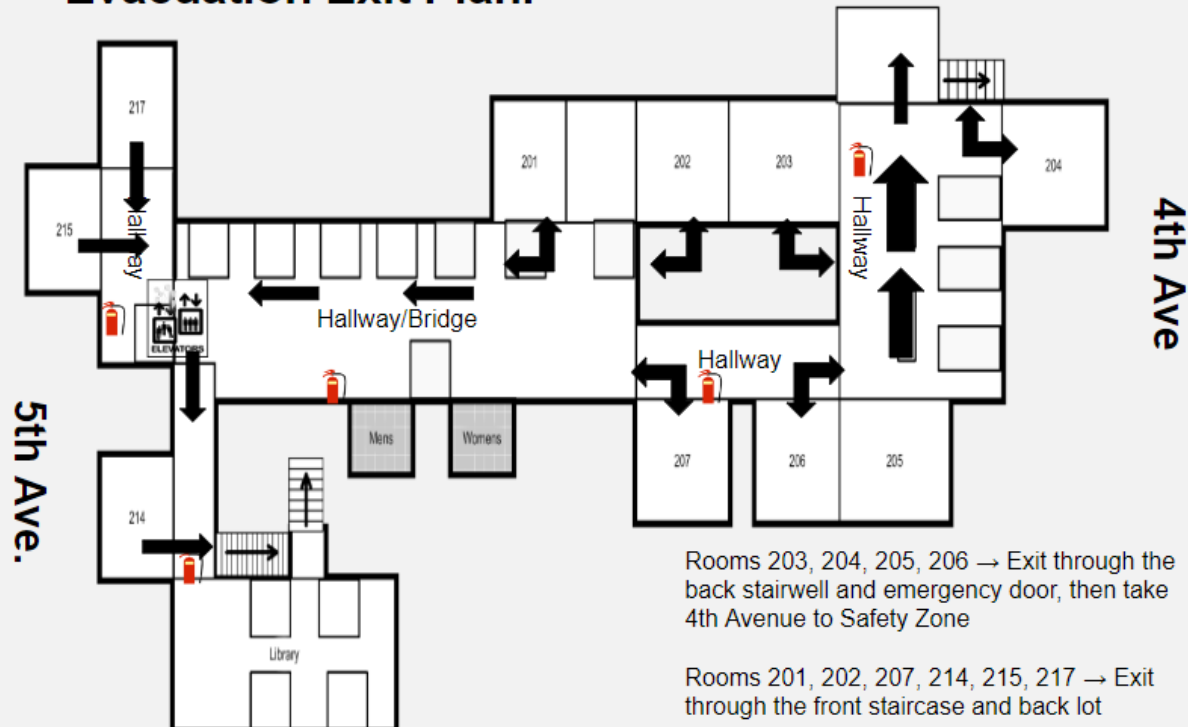 Evacuation Exit Plan:
217
215
Hallway
ELEVATORS
Hallway/Bridge
201
202
203
204
Hallway
Hallway
4th Ave
5th Ave.
Mens
Womens
207
206
205
214
Library
Rooms 203, 204, 205, 206 → Exit through the
back stairwell and emergency door, then take
4th Avenue to Safety Zone
Rooms 201, 202, 207, 214, 215, 217 → Exit
through the front staircase and back lot